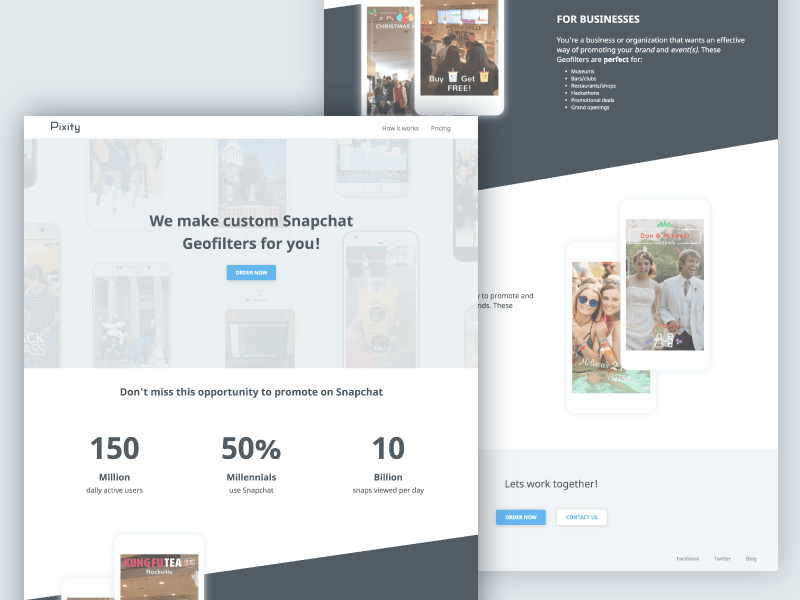 Pixity
How it works
Pricing
We make custom Snapchat
Geofilters for you!
ORDER NOW
Don't miss this opportunity to promote on Snapchat
150
Million
daily active users
50%
Millennials
use Snapchat
10
Billion
snaps viewed per day
KUNG FU TEA
Rockville
CHRISTMAS
Buy Get
FREE!
FOR BUSINESSES
You're a business or organization that wants an effective
way of promoting your brand and event(s). These
Geofilters are perfect for:
Museums
Bars/clubs
Restaurants/shops
Hackathons
Promotional deals
Grand openings
to promote and
These
WEDDING
Birthday
Lets work together!
ORDER NOW
CONTACT US
Facebook
Twitter
Blog